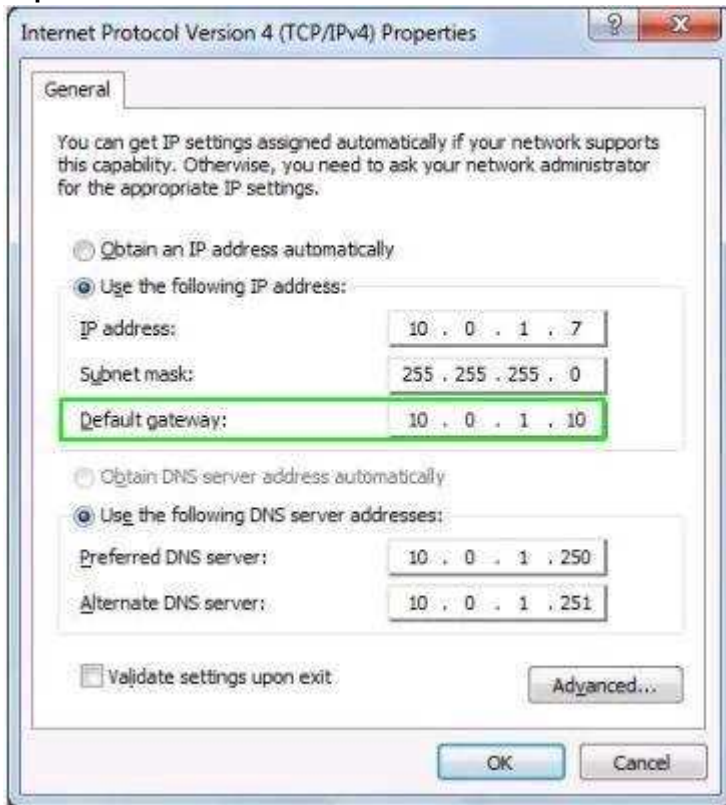 Internet Protocol Version 4 (TCP/IPv4) Properties
General
You can get IP settings assigned automatically if your network supports
this capability. Otherwise, you need to ask your network administrator
for the appropriate IP settings.
Obtain an IP address automatically
Use the following IP address:
IP address: 10 . 0 . 1 . 7
Subnet mask: 255 . 255 . 255 . 0
Default gateway: 10 . 0 . 1 . 10
Obtain DNS server address automatically
Use the following DNS server addresses:
Preferred DNS server: 10 . 0 . 1 . 250
Alternate DNS server: 10 . 0 . 1 . 251
Validate settings upon exit
Advanced...
OK Cancel